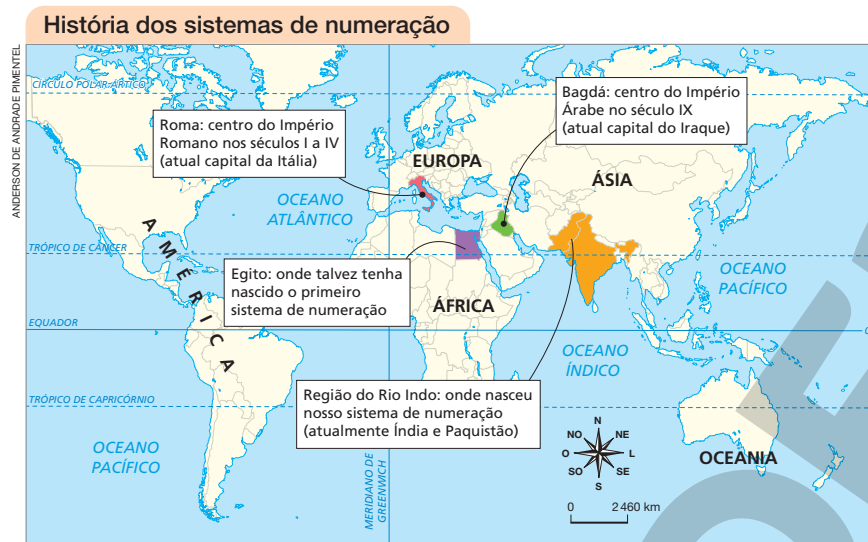 História dos sistemas de numeração
ANDERSON DE ANDRADE PIMENTEL
CÍRCULO POLAR ÁRTICO
Roma: centro do Império
Romano nos séculos I a IV
(atual capital da Itália)
Bagdá: centro do Império
Árabe no século IX
(atual capital do Iraque)
EUROPA
ÁSIA
OCEANO
ATLÂNTICO
AMÉRICA
TRÓPICO DE CÂNCER
Egito: onde talvez tenha
nascido o primeiro
sistema de numeração
ÁFRICA
OCEANO
PACÍFICO
EQUADOR
OCEANO
ÍNDICO
Região do Rio Indo: onde nasceu
nosso sistema de numeração
(atualmente Índia e Paquistão)
TRÓPICO DE CAPRICÓRNIO
OCEANO
PACÍFICO
MERIDIANO DE
GREENWICH
N
NO NE
O L
SO SE
S
OCEANIA
0 2 460 km